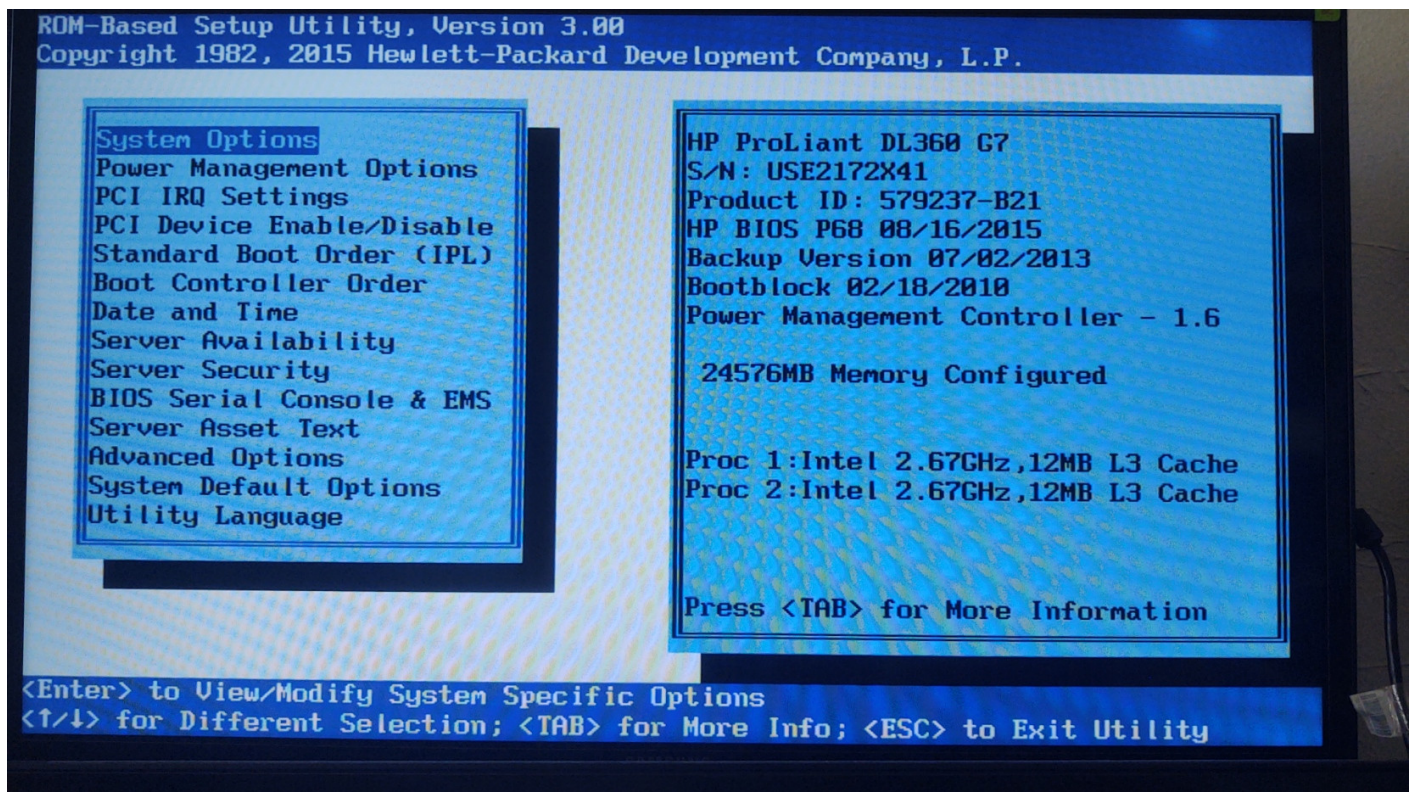 ROM-Based Setup Utility, Version 3.00
Copyright 1982, 2015 Hewlett-Packard Development Company, L.P.
System Options
Power Management Options
PCI IRQ Settings
PCI Device Enable/Disable
Standard Boot Order (IPL)
Boot Controller Order
Date and Time
Server Availability
Server Security
BIOS Serial Console & EMS
Server Asset Text
Advanced Options
System Default Options
Utility Language
HP ProLiant DL360 G7
S/N: USE2172X41
Product ID: 579237-B21
HP BIOS P68 08/16/2015
Backup Version 07/02/2013
Bootblock 02/18/2010
Power Management Controller - 1.6
24576MB Memory Configured
Proc 1:Intel 2.67GHz,12MB L3 Cache
Proc 2:Intel 2.67GHz,12MB L3 Cache
Press <TAB> for More Information
<Enter> to View/Modify System Specific Options
<↑/↓> for Different Selection; <TAB> for More Info; <ESC> to Exit Utility